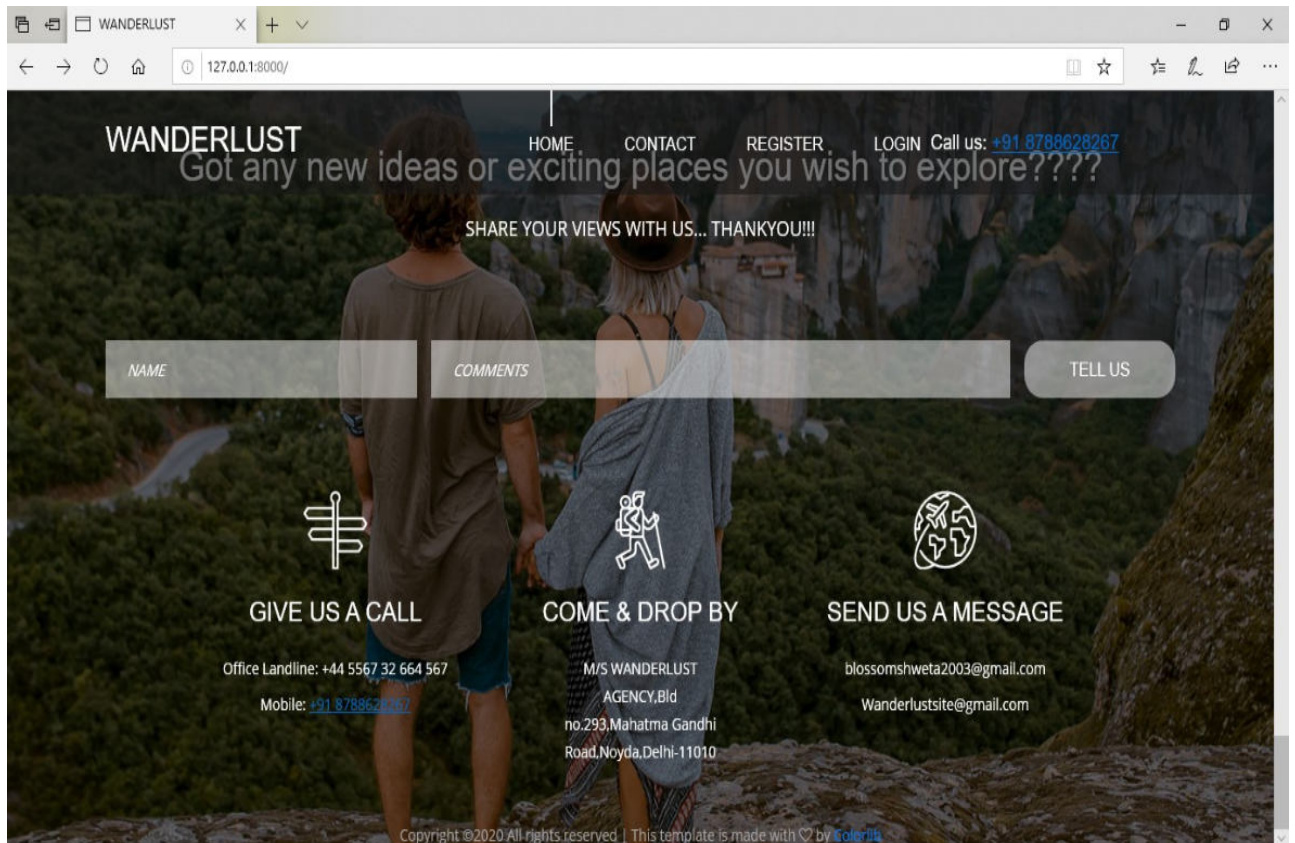 WANDERLUST
127.0.0.1:8000/
WANDERLUST
HOME CONTACT REGISTER LOGIN Call us: +91 8788628267
Got any new ideas or exciting places you wish to explore????
SHARE YOUR VIEWS WITH US... THANKYOU!!!
NAME COMMENTS TELL US
GIVE US A CALL
Office Landline: +44 5567 32 664 567
Mobile: +91 8788628267
COME & DROP BY
M/S WANDERLUST
AGENCY,Bld
no.293,Mahatma Gandhi
Road,Noyda,Delhi-11010
SEND US A MESSAGE
blossomshweta2003@gmail.com
Wanderlustsite@gmail.com
Copyright ©2020 All rights reserved | This template is made with ♡ by Colorlib